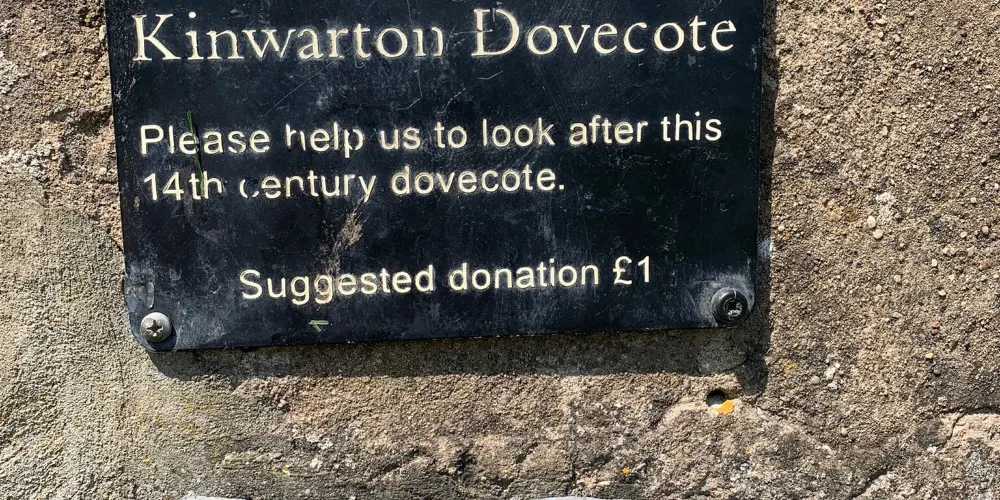 Kinwarton Dovecote
Please help us to look after this
14th century dovecote.
Suggested donation £1